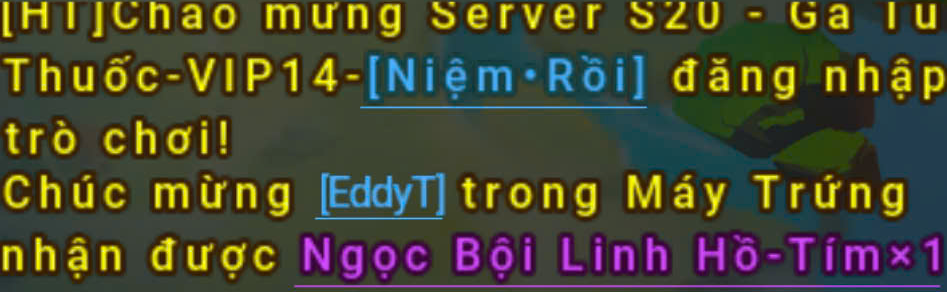 [HT]Chào mừng Server S20 - Gà Tu
Thuốc-VIP14-[Niệm•Rồi] đăng nhập
trò chơi!
Chúc mừng [EddyT] trong Máy Trứng
nhận được Ngọc Bội Linh Hồ-Tím×1